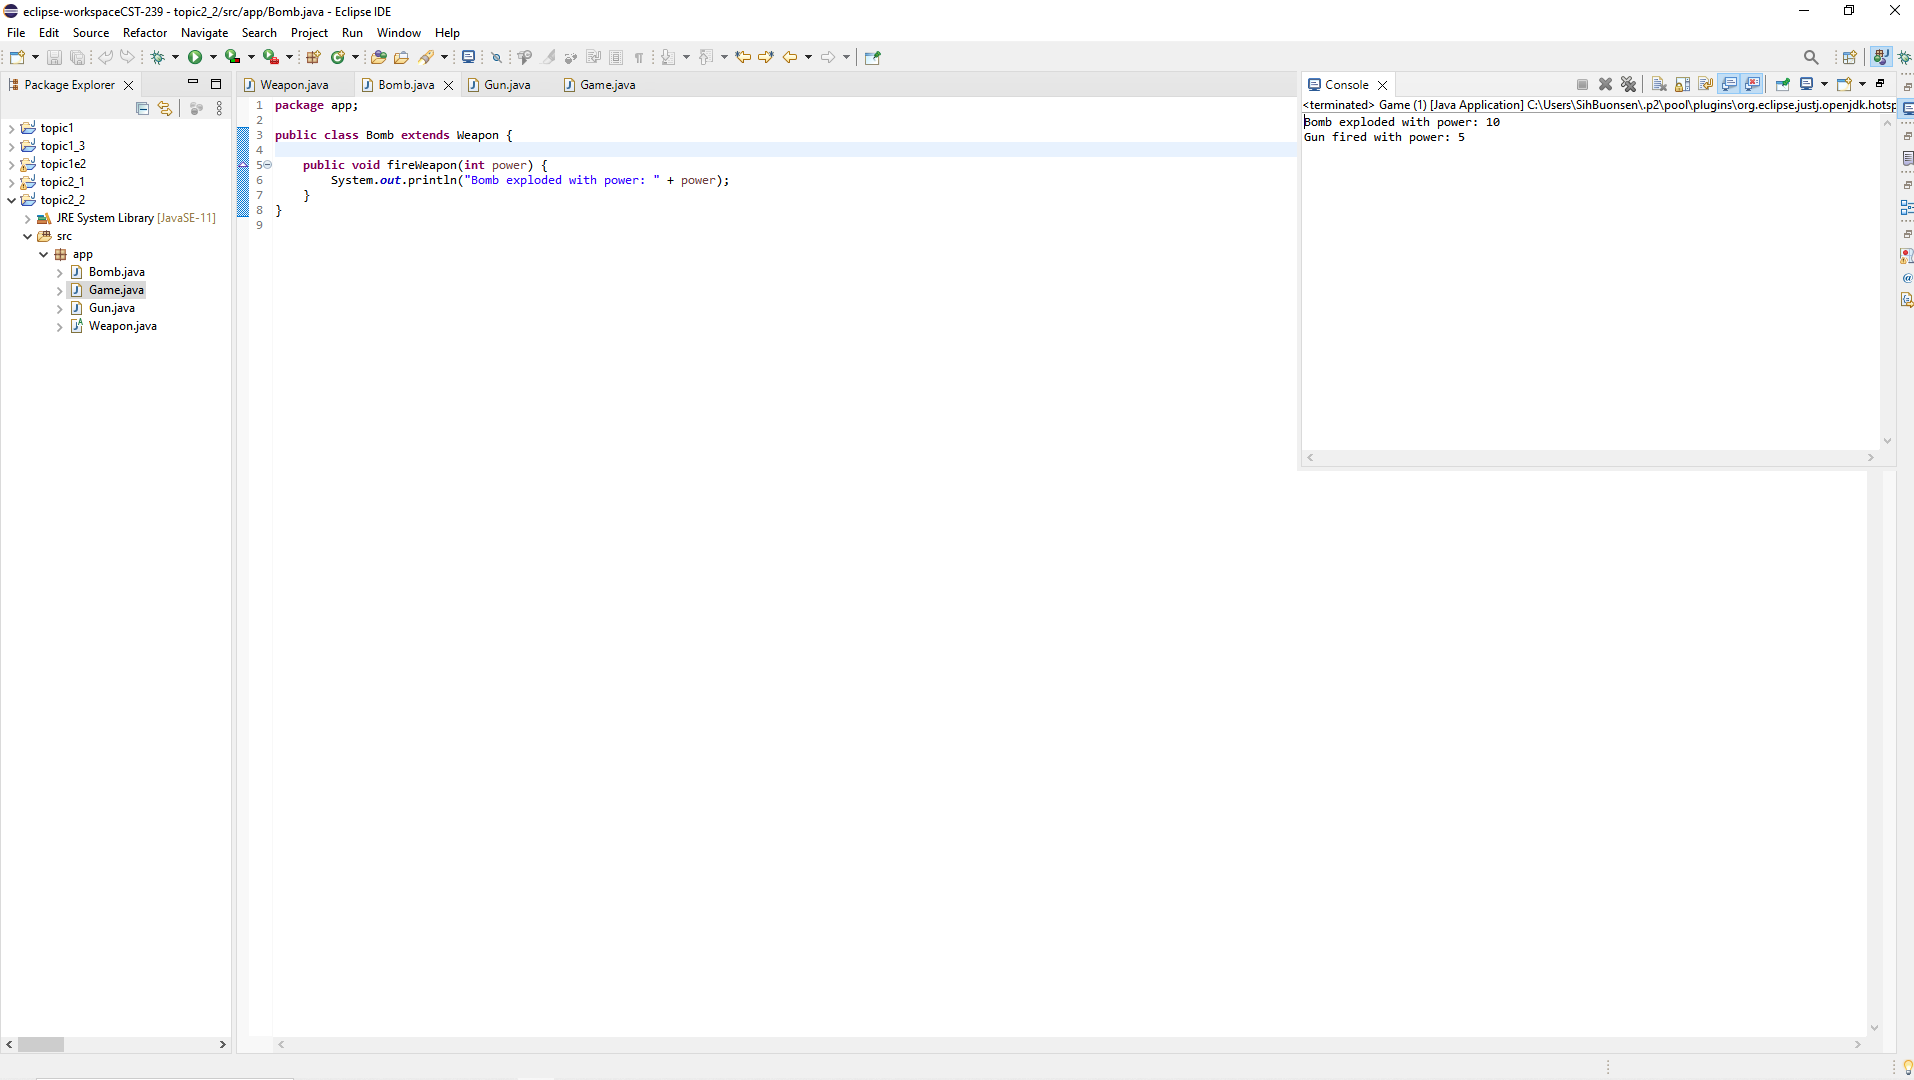 eclipse-workspaceCST-239 - topic2_2/src/app/Bomb.java - Eclipse IDE
File Edit Source Refactor Navigate Search Project Run Window Help
Package Explorer
topic1
topic1_3
topic1e2
topic2_1
topic2_2
JRE System Library [JavaSE-11]
src
app
Bomb.java
Game.java
Gun.java
Weapon.java
Weapon.java Bomb.java Gun.java Game.java
1 package app;
2
3 public class Bomb extends Weapon {
4
5 public void fireWeapon(int power) {
6 System.out.println("Bomb exploded with power: " + power);
7 }
8 }
9
Console
<terminated> Game (1) [Java Application] C:\Users\SihBuonsen\.p2\pool\plugins\org.eclipse.justj.openjdk.hotsp
Bomb exploded with power: 10
Gun fired with power: 5